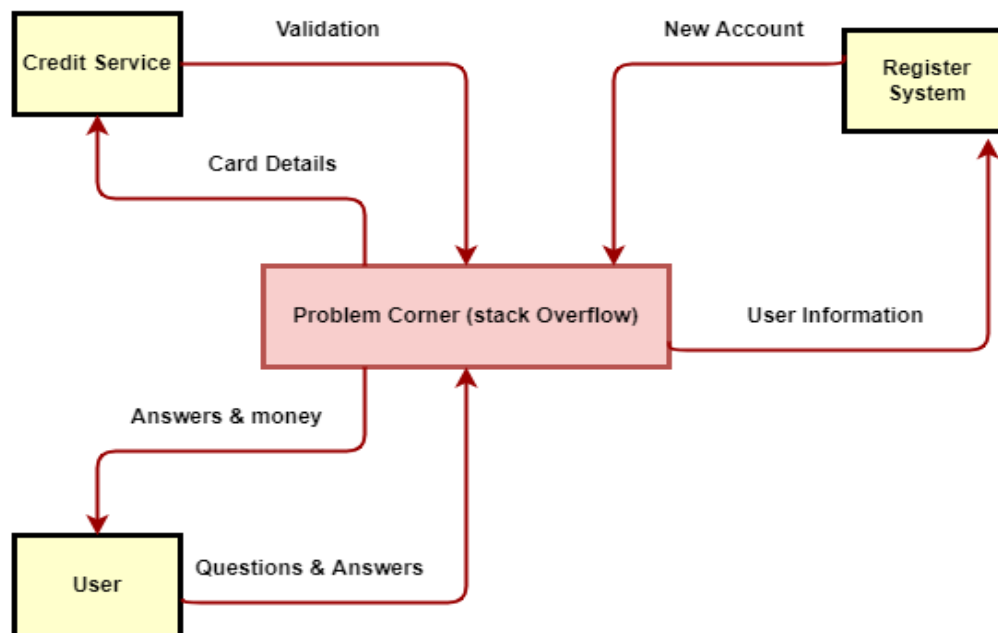 Validation
New Account
Credit Service
Register
System
Card Details
Problem Corner (stack Overflow)
User Information
Answers & money
Questions & Answers
User